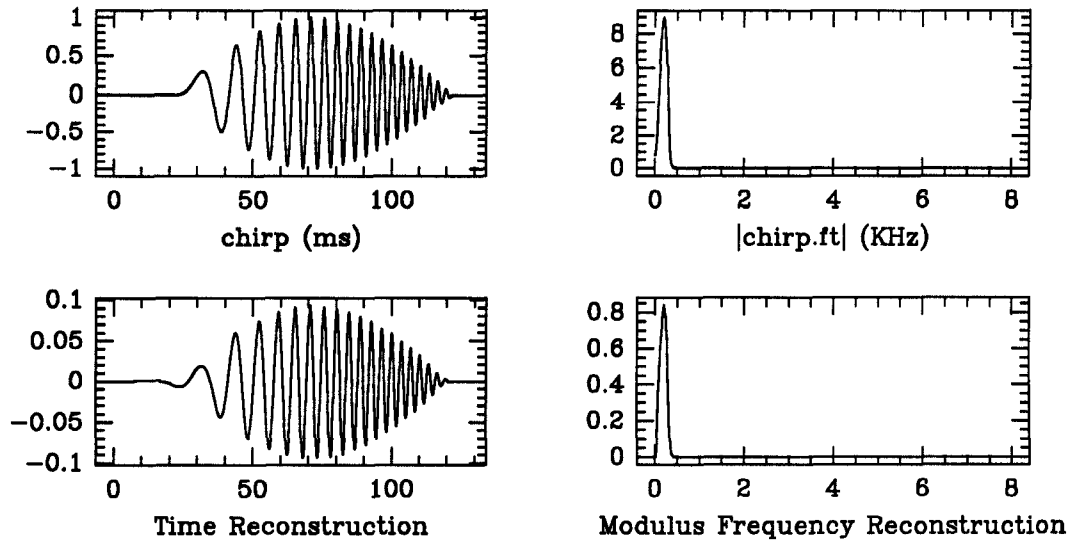 1
0.5
0
−0.5
−1
0 50 100
chirp (ms)
8
6
4
2
0
0 2 4 6 8
|chirp.ft| (KHz)
0.1
0.05
0
−0.05
−0.1
0 50 100
Time Reconstruction
0.8
0.6
0.4
0.2
0
0 2 4 6 8
Modulus Frequency Reconstruction